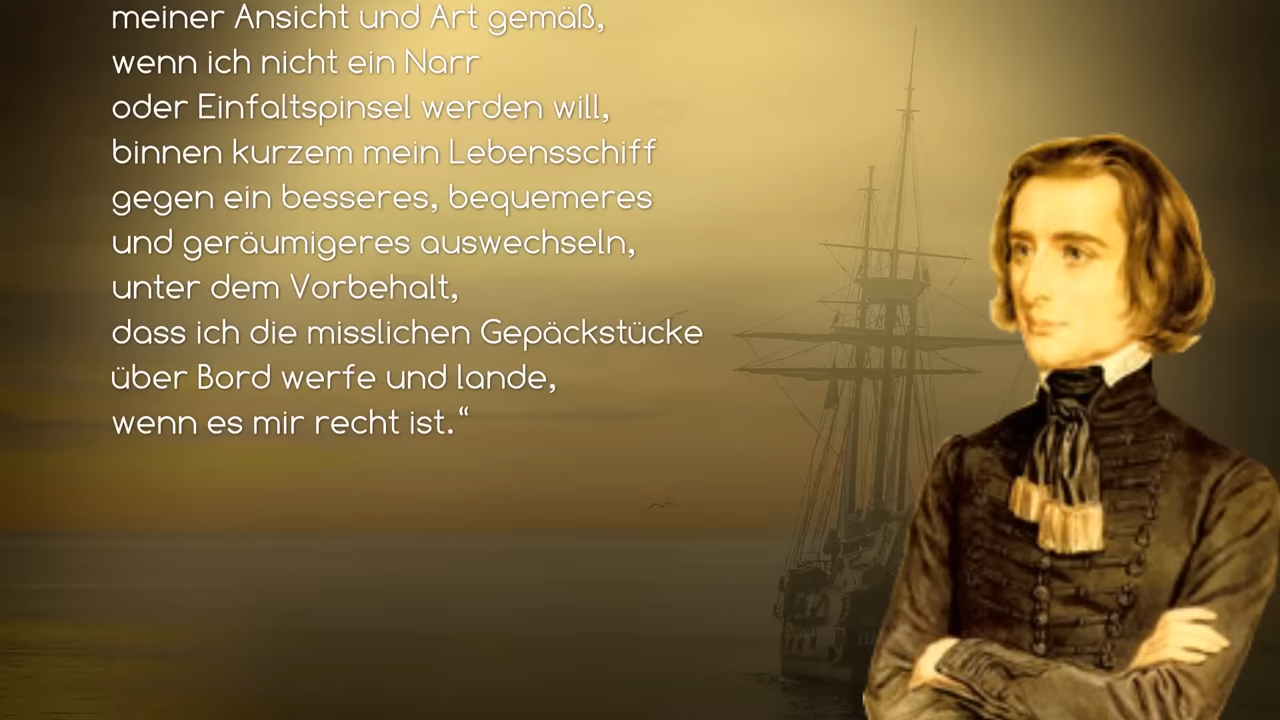 meiner Ansicht und Art gemäß,
wenn ich nicht ein Narr
oder Einfaltspinsel werden will,
binnen kurzem mein Lebensschiff
gegen ein besseres, bequemeres
und geräumigeres auswechseln,
unter dem Vorbehalt,
dass ich die misslichen Gepäckstücke
über Bord werfe und lande,
wenn es mir recht ist.“